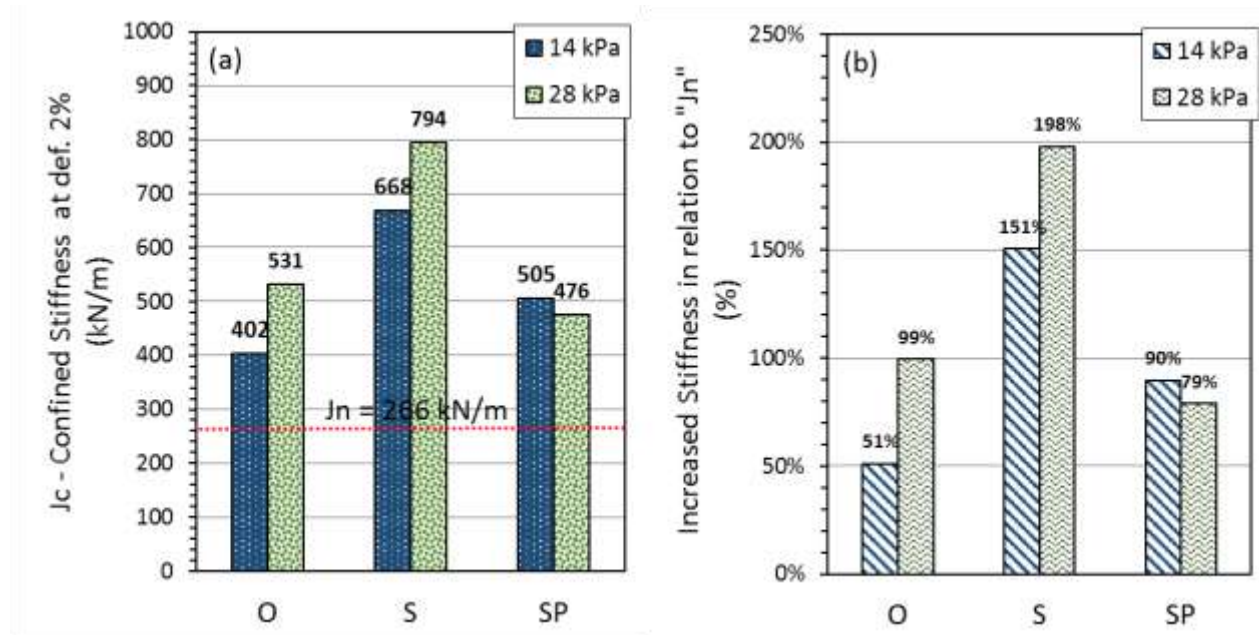 Jc - Confined Stiffness at def. 2%
(kN/m)
1000
900
800
700
600
500
400
300
200
100
0
(a)
14 kPa
28 kPa
402
531
668
794
505
476
Jn = 266 kN/m
O
S
SP
Increased Stiffness in relation to "Jn"
(%)
250%
200%
150%
100%
50%
0%
(b)
14 kPa
28 kPa
51%
99%
151%
198%
90%
79%
O
S
SP